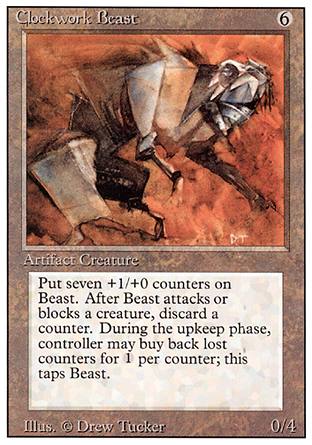 Clockwork Beast 6
DT
Artifact Creature
Put seven +1/+0 counters on
Beast. After Beast attacks or
blocks a creature, discard a
counter. During the upkeep phase,
controller may buy back lost
counters for 1 per counter; this
taps Beast.
Illus. © Drew Tucker 0/4